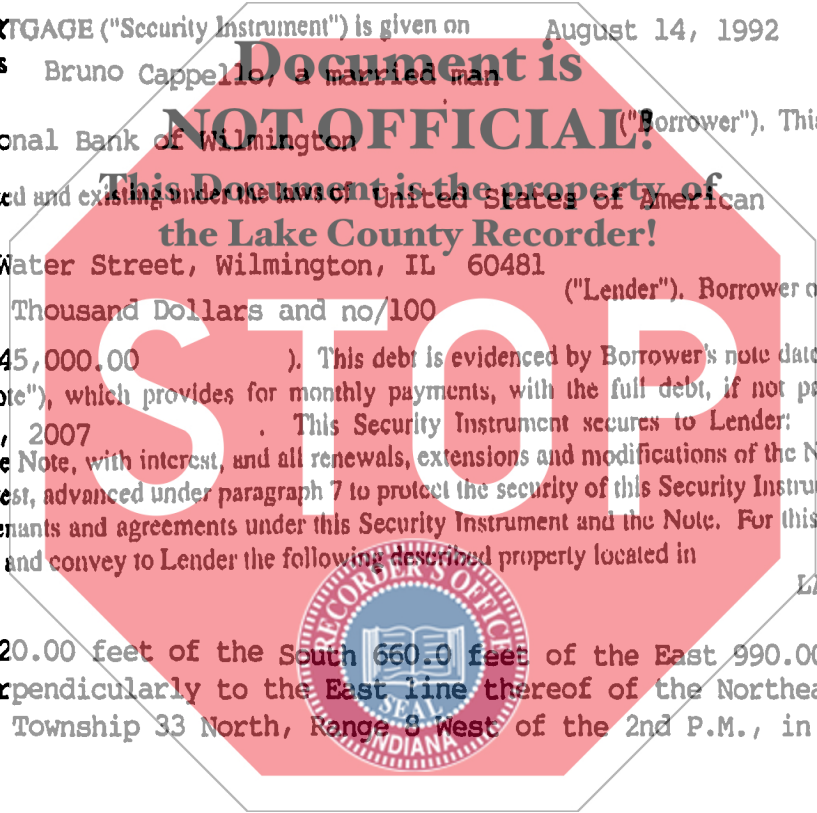 TGAGE ("Security Instrument") is given on August 14, 1992
s Bruno Cappello, a married man
Document is
NOT OFFICIAL!
("Borrower"). This
onal Bank of Wilmington
This Document is the property of
ed and existing under the laws of United States of American
the Lake County Recorder!
Water Street, Wilmington, IL 60481
("Lender"). Borrower o
Thousand Dollars and no/100
STOP
45,000.00 ). This debt is evidenced by Borrower's note date
ote"), which provides for monthly payments, with the full debt, if not pa
, 2007 . This Security Instrument secures to Lender:
e Note, with interest, and all renewals, extensions and modifications of the N
est, advanced under paragraph 7 to protect the security of this Security Instru
enants and agreements under this Security Instrument and the Note. For this
and convey to Lender the following described property located in
LA
RECORDER'S OFFICE
20.00 feet of the South 660.0 feet of the East 990.00
rpendicularly to the East line thereof of the Northea
SEAL
Township 33 North, Range 8 West of the 2nd P.M., in
INDIANA